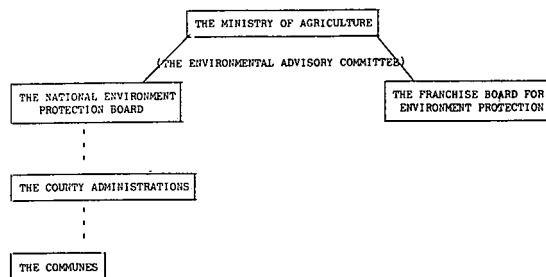 THE MINISTRY OF AGRICULTURE
(THE ENVIRONMENTAL ADVISORY COMMITTEE)
THE NATIONAL ENVIRONMENT
PROTECTION BOARD
THE FRANCHISE BOARD FOR
ENVIRONMENT PROTECTION
THE COUNTY ADMINISTRATIONS
THE COMMUNES